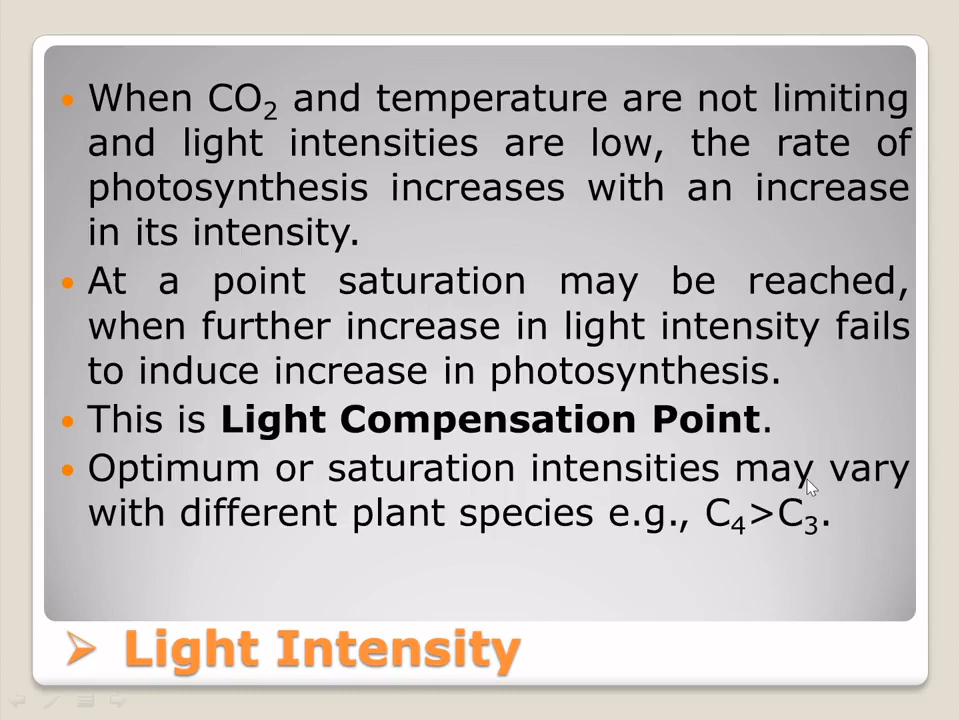 • When CO₂ and temperature are not limiting
and light intensities are low, the rate of
photosynthesis increases with an increase
in its intensity.
• At a point saturation may be reached,
when further increase in light intensity fails
to induce increase in photosynthesis.
• This is Light Compensation Point.
• Optimum or saturation intensities may vary
with different plant species e.g., C₄>C₃.
➢ Light Intensity